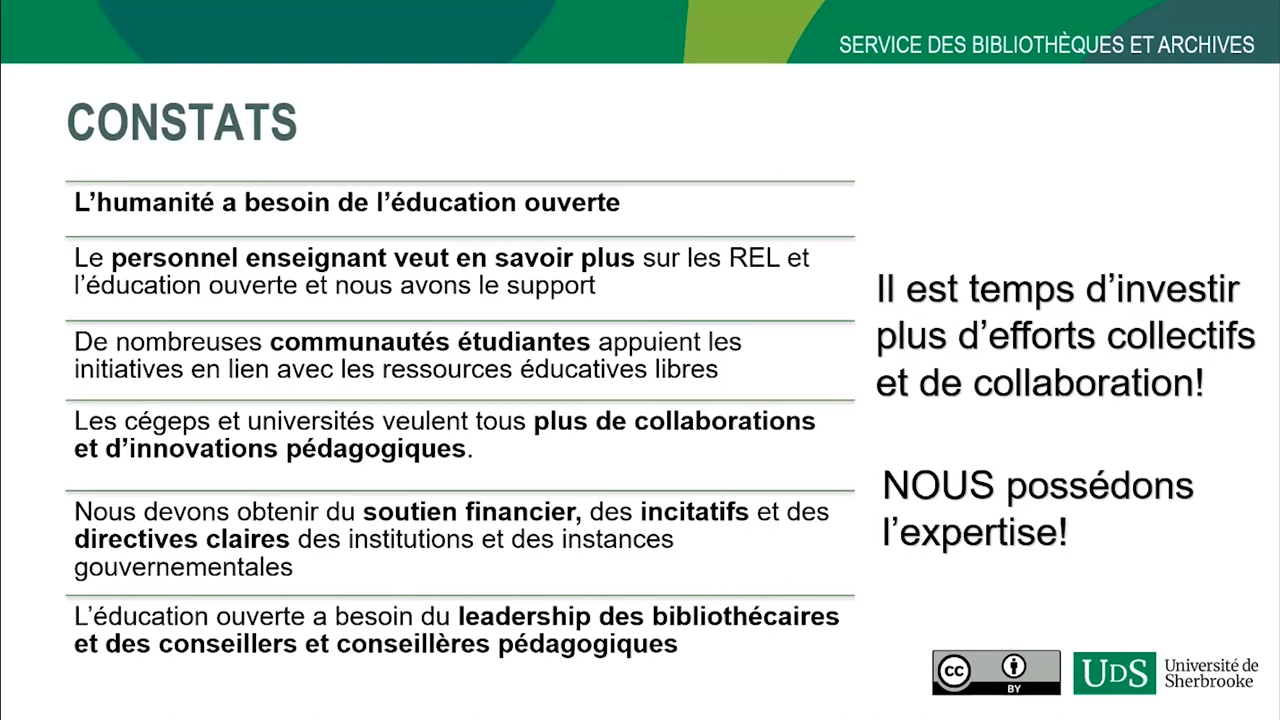 SERVICE DES BIBLIOTHÈQUES ET ARCHIVES
CONSTATS
L’humanité a besoin de l’éducation ouverte
Le personnel enseignant veut en savoir plus sur les REL et
l’éducation ouverte et nous avons le support
De nombreuses communautés étudiantes appuient les
initiatives en lien avec les ressources éducatives libres
Les cégeps et universités veulent tous plus de collaborations
et d’innovations pédagogiques.
Nous devons obtenir du soutien financier, des incitatifs et des
directives claires des institutions et des instances
gouvernementales
L’éducation ouverte a besoin du leadership des bibliothécaires
et des conseillers et conseillères pédagogiques
Il est temps d’investir
plus d’efforts collectifs
et de collaboration!
NOUS possédons
l’expertise!
cc
BY
UDS
Université de
Sherbrooke